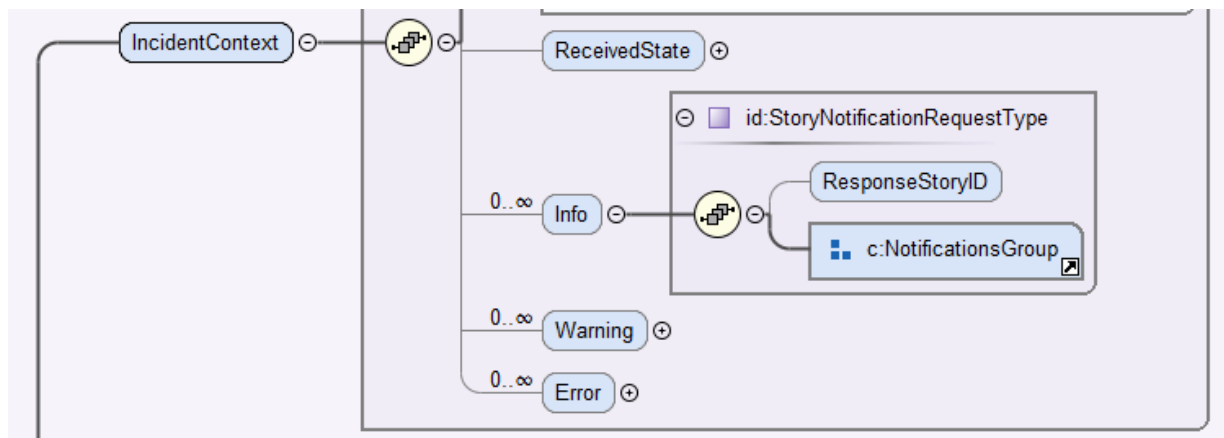 IncidentContext
ReceivedState
id:StoryNotificationRequestType
ResponseStoryID
0..∞ Info
c:NotificationsGroup
0..∞ Warning
0..∞ Error